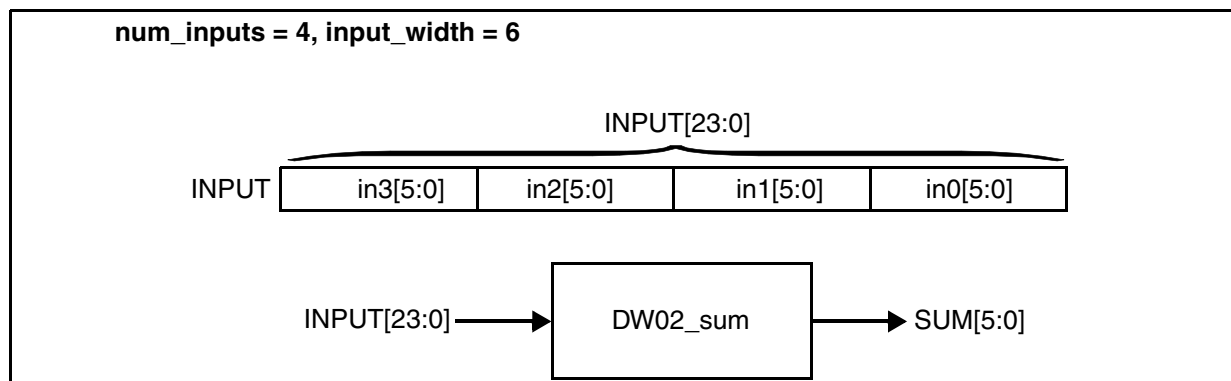 num_inputs = 4, input_width = 6
INPUT[23:0]
INPUT in3[5:0] in2[5:0] in1[5:0] in0[5:0]
INPUT[23:0] DW02_sum SUM[5:0]